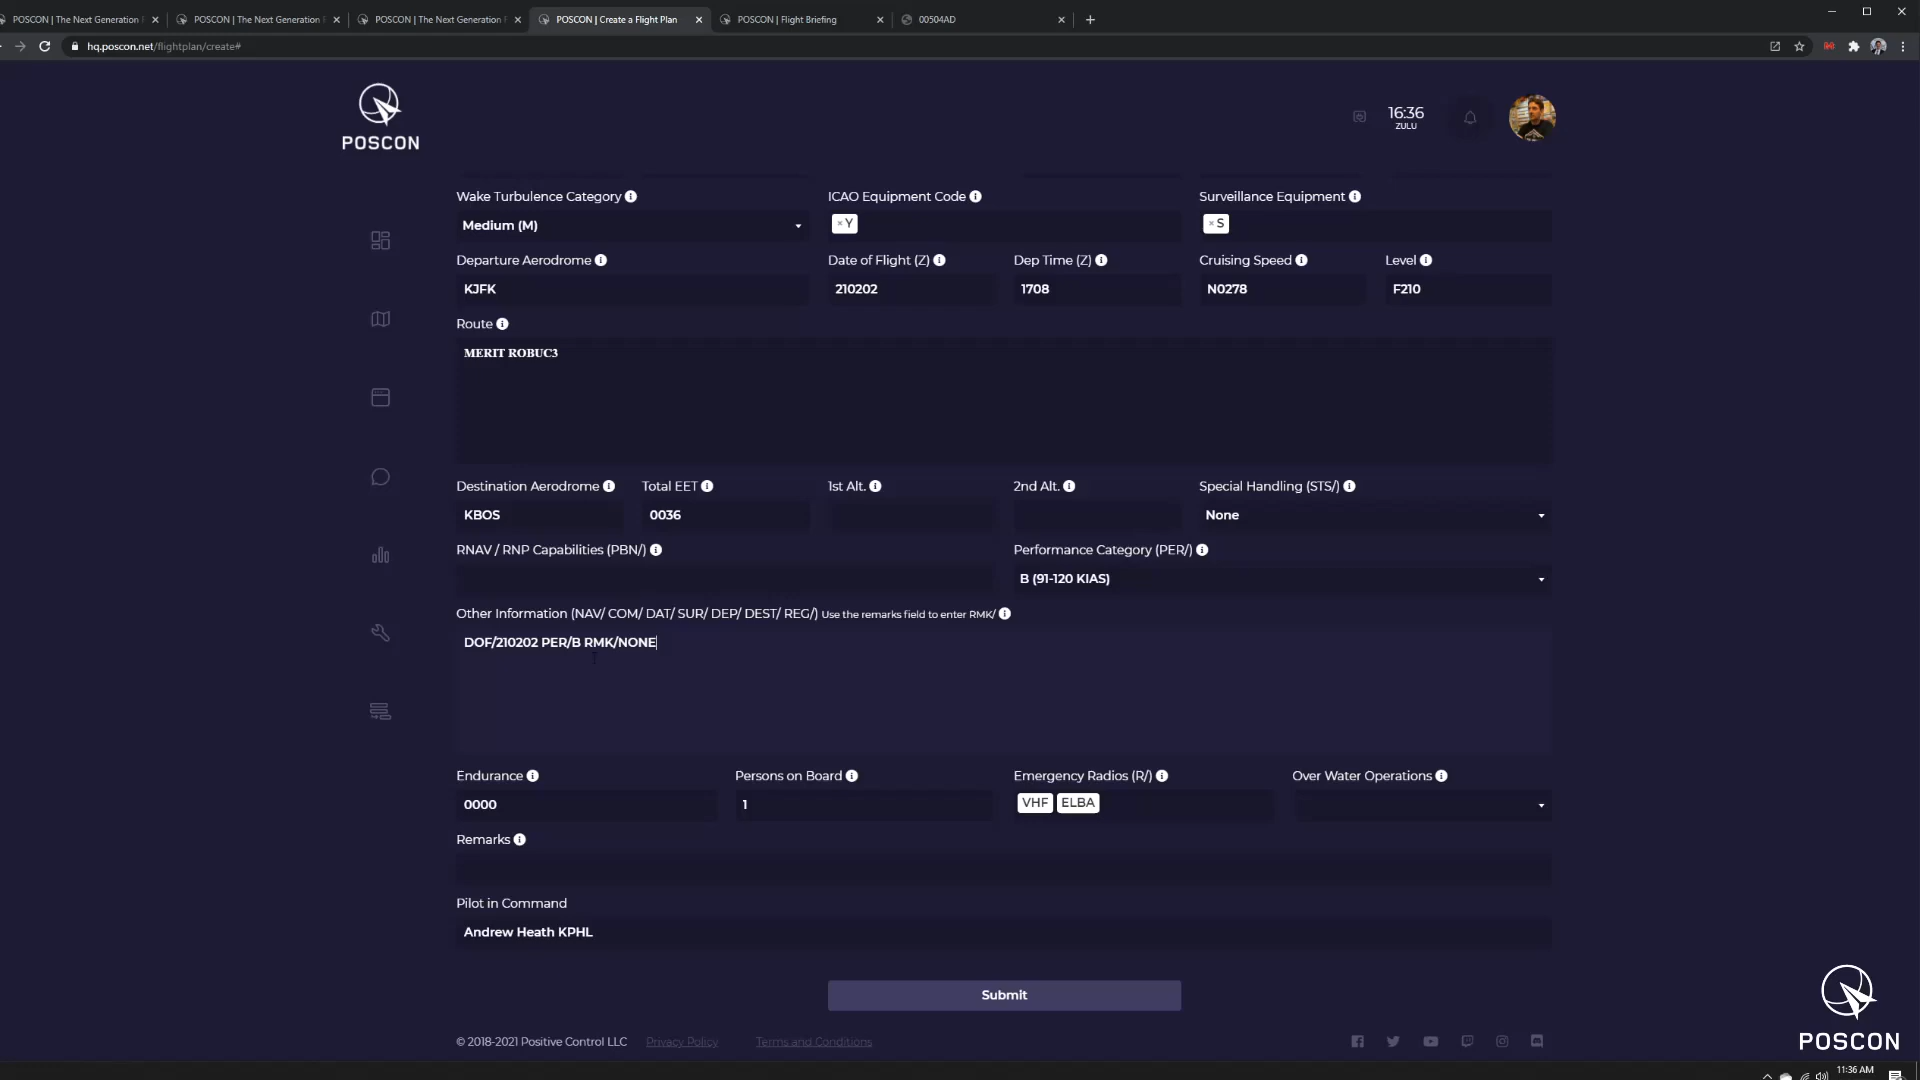 POSCON | The Next Generation
POSCON | The Next Generation
POSCON | The Next Generation
POSCON | Create a Flight Plan
POSCON | Flight Briefing
00504AD
hq.poscon.net/flightplan/create#
POSCON
16:36
ZULU
Wake Turbulence Category
ICAO Equipment Code
Surveillance Equipment
Medium (M)
× Y
× S
Departure Aerodrome
Date of Flight (Z)
Dep Time (Z)
Cruising Speed
Level
KJFK
210202
1708
N0278
F210
Route
MERIT ROBUC3
Destination Aerodrome
Total EET
1st Alt.
2nd Alt.
Special Handling (STS/)
KBOS
0036
None
RNAV / RNP Capabilities (PBN/)
Performance Category (PER/)
B (91-120 KIAS)
Other Information (NAV/ COM/ DAT/ SUR/ DEP/ DEST/ REG/) Use the remarks field to enter RMK/
DOF/210202 PER/B RMK/NONE
Endurance
Persons on Board
Emergency Radios (R/)
Over Water Operations
0000
1
VHF
ELBA
Remarks
Pilot in Command
Andrew Heath KPHL
Submit
© 2018-2021 Positive Control LLC
Privacy Policy
Terms and Conditions
POSCON
11:36 AM